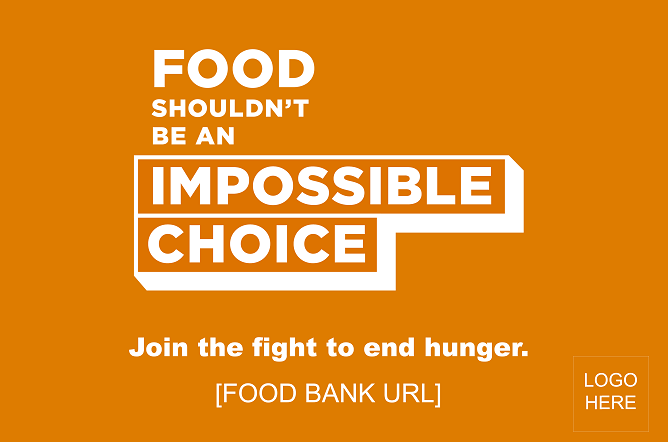 FOOD
SHOULDN'T
BE AN
IMPOSSIBLE
CHOICE
Join the fight to end hunger.
[FOOD BANK URL]
LOGO
HERE